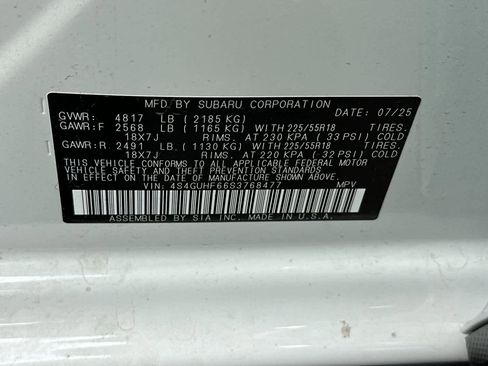 MFD. BY SUBARU CORPORATION
GVWR: 4817 LB (2185 KG) DATE: 07/25
GAWR: F 2568 LB (1165 KG) WITH 225/55R18 TIRES.
18X7J RIMS. AT 230 KPA (33 PSI) COLD
GAWR: R. 2491 LB. (1130 KG) WITH 225/55R18 TIRES.
18X7J RIMS. AT 220 KPA (32 PSI) COLD
THIS VEHICLE CONFORMS TO ALL APPLICABLE FEDERAL MOTOR
VEHICLE SAFETY AND THEFT PREVENTION STANDARDS
IN EFFECT ON THE DATE OF MANUFACTURE SHOWN ABOVE.
VIN: 4S4GUHF66S3768477 MPV
ASSEMBLED BY SIA INC. MADE IN U.S.A.